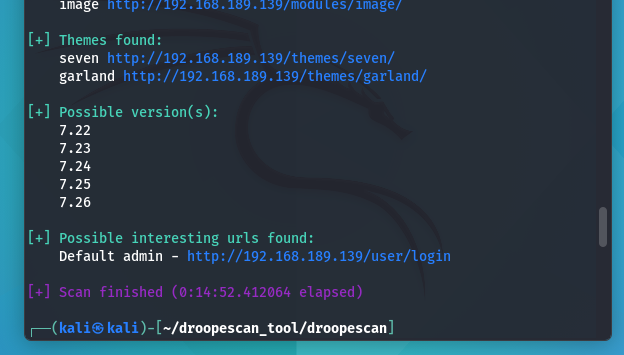 image http://192.168.189.139/modules/image/
[+] Themes found:
seven http://192.168.189.139/themes/seven/
garland http://192.168.189.139/themes/garland/
[+] Possible version(s):
7.22
7.23
7.24
7.25
7.26
[+] Possible interesting urls found:
Default admin - http://192.168.189.139/user/login
[+] Scan finished (0:14:52.412064 elapsed)
┌──(kali㉿kali)-[~/droopescan_tool/droopescan]